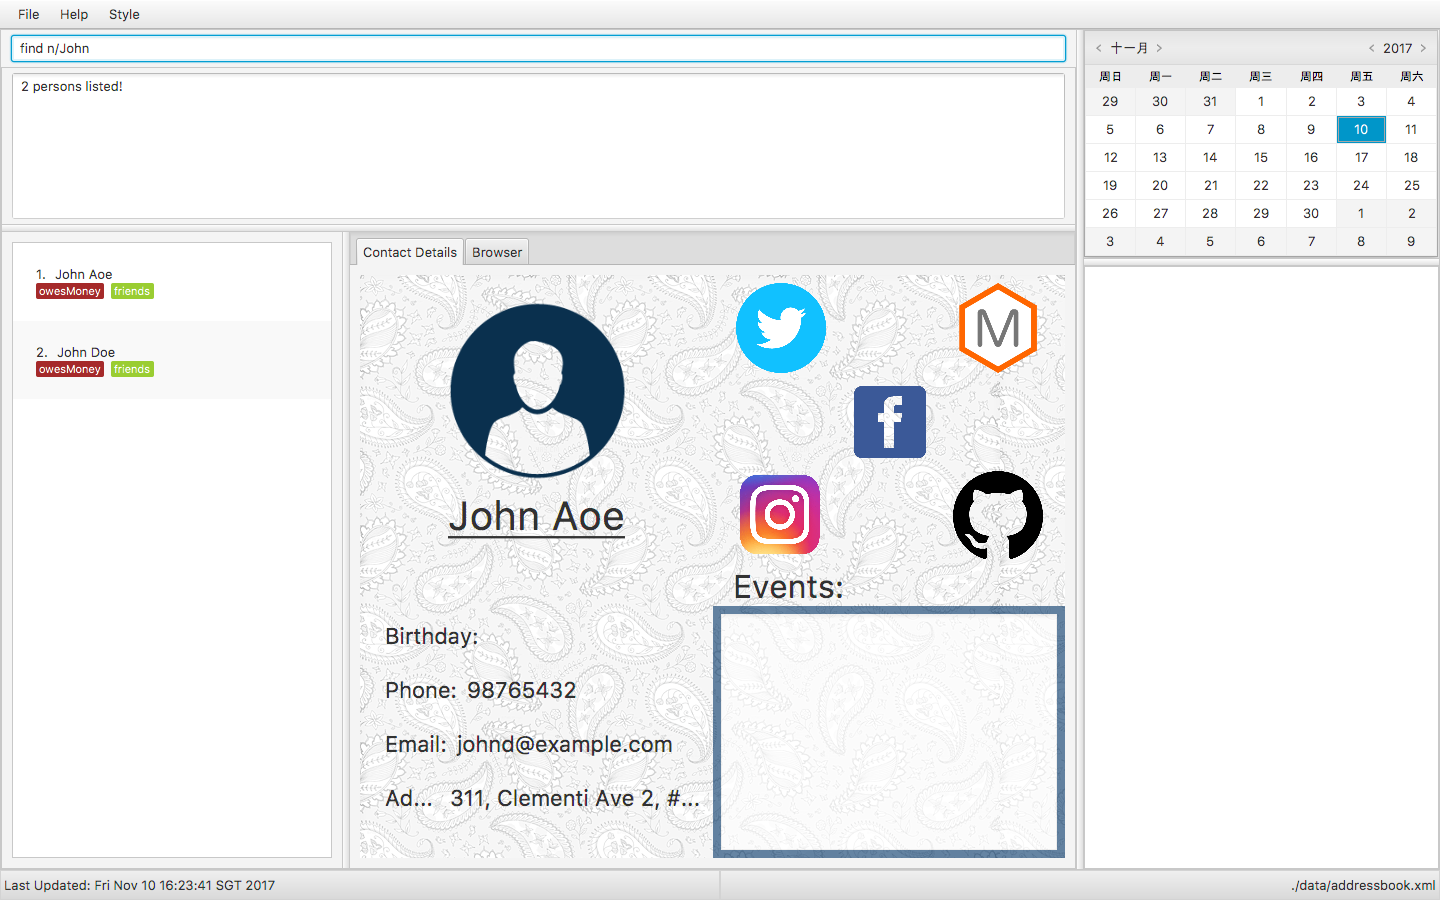 File Help Style
find n/John
2 persons listed!
1. John Aoe
owesMoney friends
2. John Doe
owesMoney friends
Contact Details Browser
M
f
John Aoe
Events:
Birthday:
Phone: 98765432
Email: johnd@example.com
Ad... 311, Clementi Ave 2, #...
< 十一月 > < 2017 >
周日 周一 周二 周三 周四 周五 周六
29 30 31 1 2 3 4
5 6 7 8 9 10 11
12 13 14 15 16 17 18
19 20 21 22 23 24 25
26 27 28 29 30 1 2
3 4 5 6 7 8 9
Last Updated: Fri Nov 10 16:23:41 SGT 2017
./data/addressbook.xml